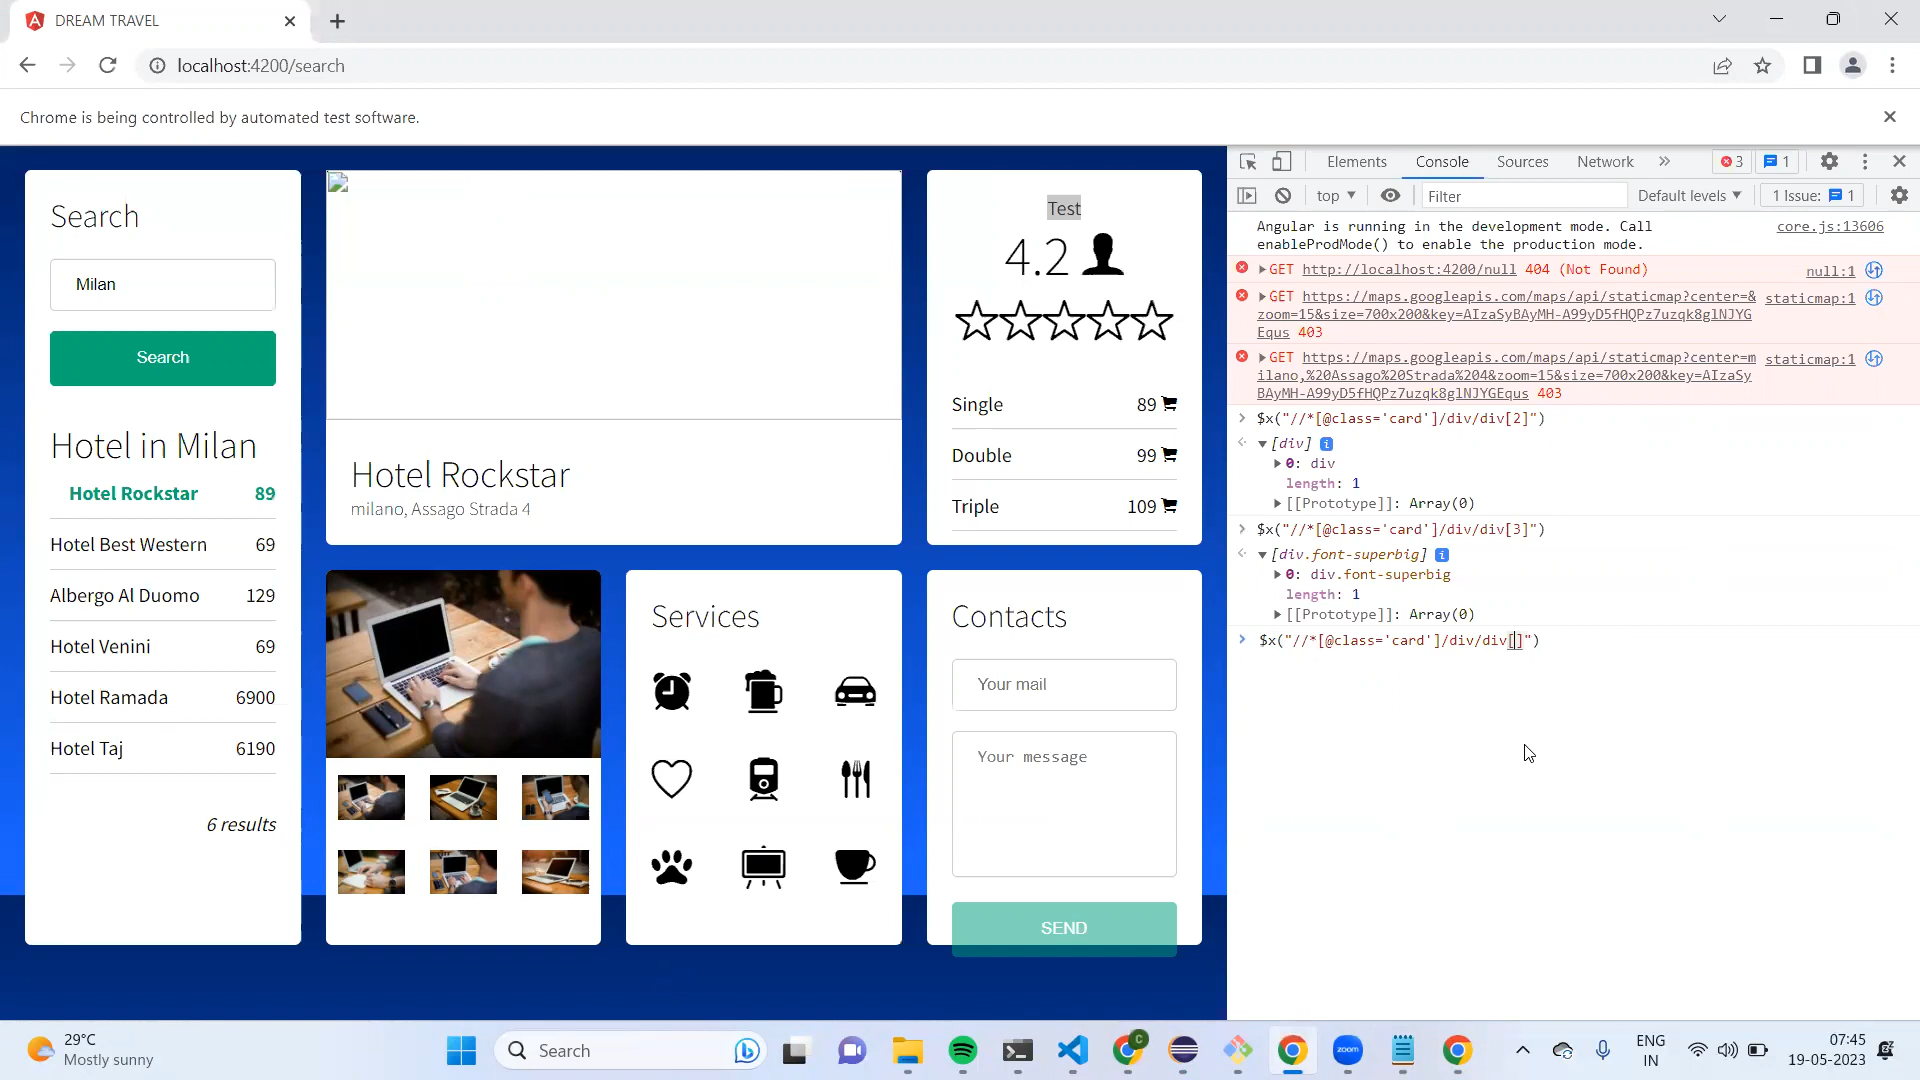 DREAM TRAVEL
localhost:4200/search
Chrome is being controlled by automated test software.
Search
Milan
Search
Hotel in Milan
Hotel Rockstar 89
Hotel Best Western 69
Albergo Al Duomo 129
Hotel Venini 69
Hotel Ramada 6900
Hotel Taj 6190
6 results
Hotel Rockstar
milano, Assago Strada 4
Test
4.2
Single 89
Double 99
Triple 109
Services
Contacts
Your mail
Your message
SEND
Elements Console Sources Network » 3 1
top Filter Default levels 1 Issue: 1
Angular is running in the development mode. Call core.js:13606
enableProdMode() to enable the production mode.
GET http://localhost:4200/null 404 (Not Found) null:1
GET https://maps.googleapis.com/maps/api/staticmap?center=& staticmap:1
zoom=15&size=700x200&key=AIzaSyBAyMH-A99yD5fHQPz7uzqk8glNJYG
Equs 403
GET https://maps.googleapis.com/maps/api/staticmap?center=m staticmap:1
ilano,%20Assago%20Strada%204&zoom=15&size=700x200&key=AIzaSy
BAyMH-A99yD5fHQPz7uzqk8glNJYGEqus 403
$x("//*[@class='card']/div/div[2]")
[div]
0: div
length: 1
[[Prototype]]: Array(0)
$x("//*[@class='card']/div/div[3]")
[div.font-superbig]
0: div.font-superbig
length: 1
[[Prototype]]: Array(0)
$x("//*[@class='card']/div/div[]")
29°C
Mostly sunny
Search
C
zoom
ENG
IN
07:45
19-05-2023